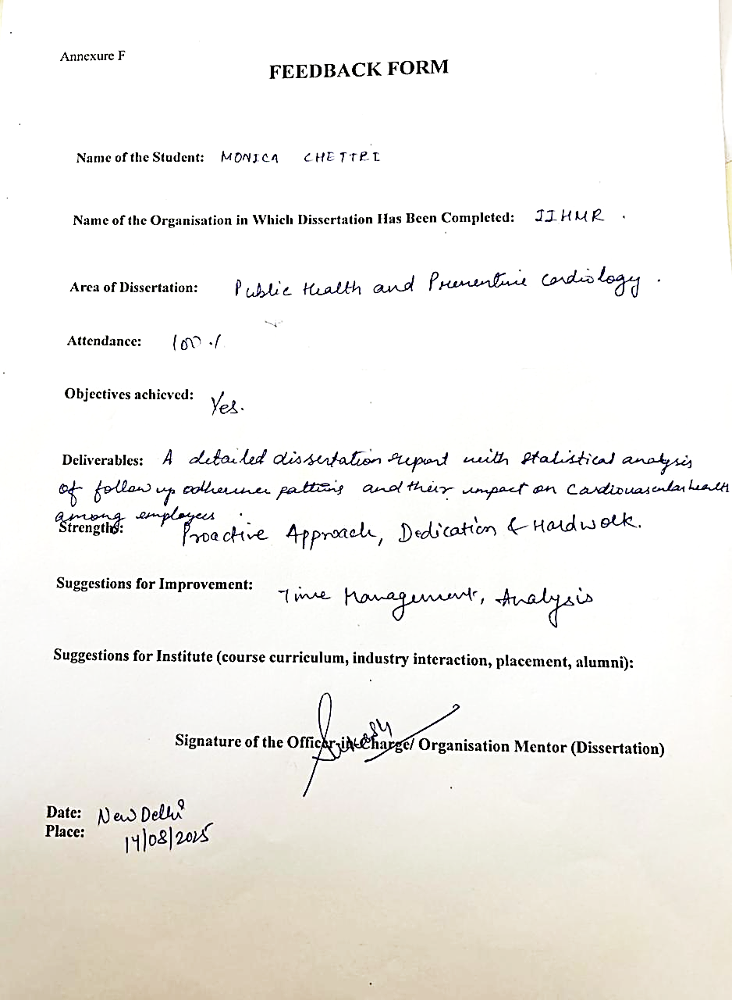 Annexure F
FEEDBACK FORM
Name of the Student: MONICA CHETTRI
Name of the Organisation in Which Dissertation Has Been Completed: IIHMR .
Area of Dissertation: Public Health and Preventive Cardiology .
Attendance: 100 %
Objectives achieved: Yes.
Deliverables: A detailed dissertation report with statistical analysis
of follow up adherence patterns and their impact on Cardiovascular health
among employees .
Strengths: Proactive Approach, Dedication & Hardwork.
Suggestions for Improvement: Time Management, Analysis
Suggestions for Institute (course curriculum, industry interaction, placement, alumni):
Signature of the Officer-in-Charge/ Organisation Mentor (Dissertation)
Date: New Delhi
Place: 14/08/2025